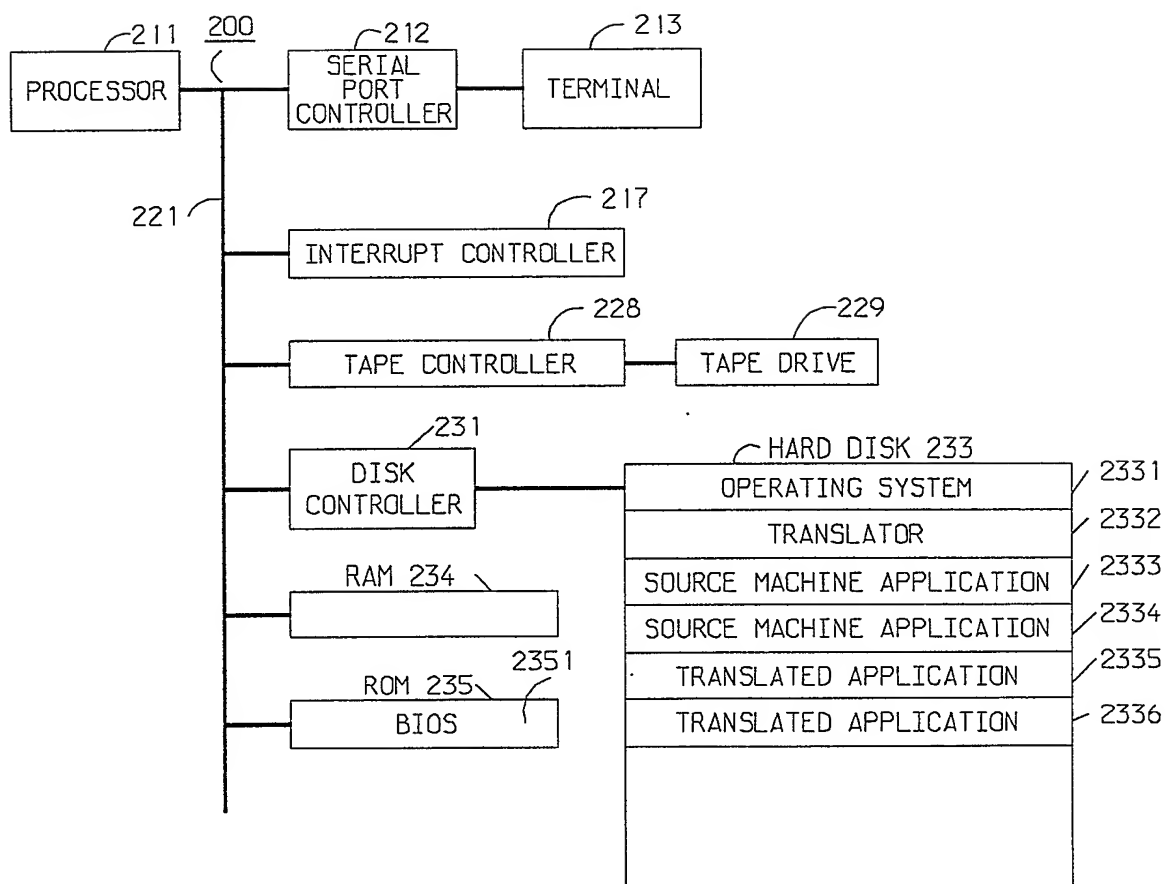 211
200
212
213
PROCESSOR
SERIAL
PORT
CONTROLLER
TERMINAL
221
217
INTERRUPT CONTROLLER
228
229
TAPE CONTROLLER
TAPE DRIVE
231
DISK
CONTROLLER
HARD DISK 233
OPERATING SYSTEM
2331
TRANSLATOR
2332
SOURCE MACHINE APPLICATION
2333
SOURCE MACHINE APPLICATION
2334
TRANSLATED APPLICATION
2335
TRANSLATED APPLICATION
2336
RAM 234
ROM 235
2351
BIOS